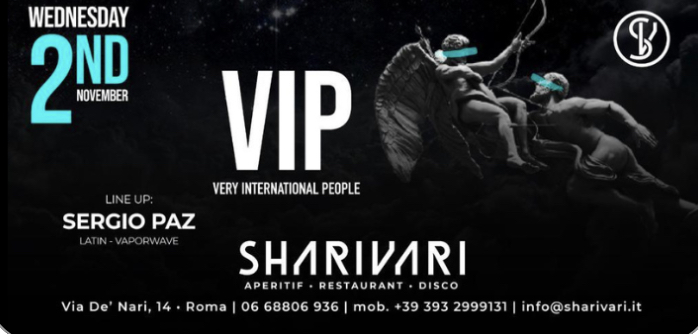 WEDNESDAY
2ND
NOVEMBER
VIP
VERY INTERNATIONAL PEOPLE
LINE UP:
SERGIO PAZ
LATIN - VAPORWAVE
SHARIVARI
APERITIF • RESTAURANT • DISCO
Via De' Nari, 14 • Roma | 06 68806 936 | mob. +39 393 2999131 | info@sharivari.it